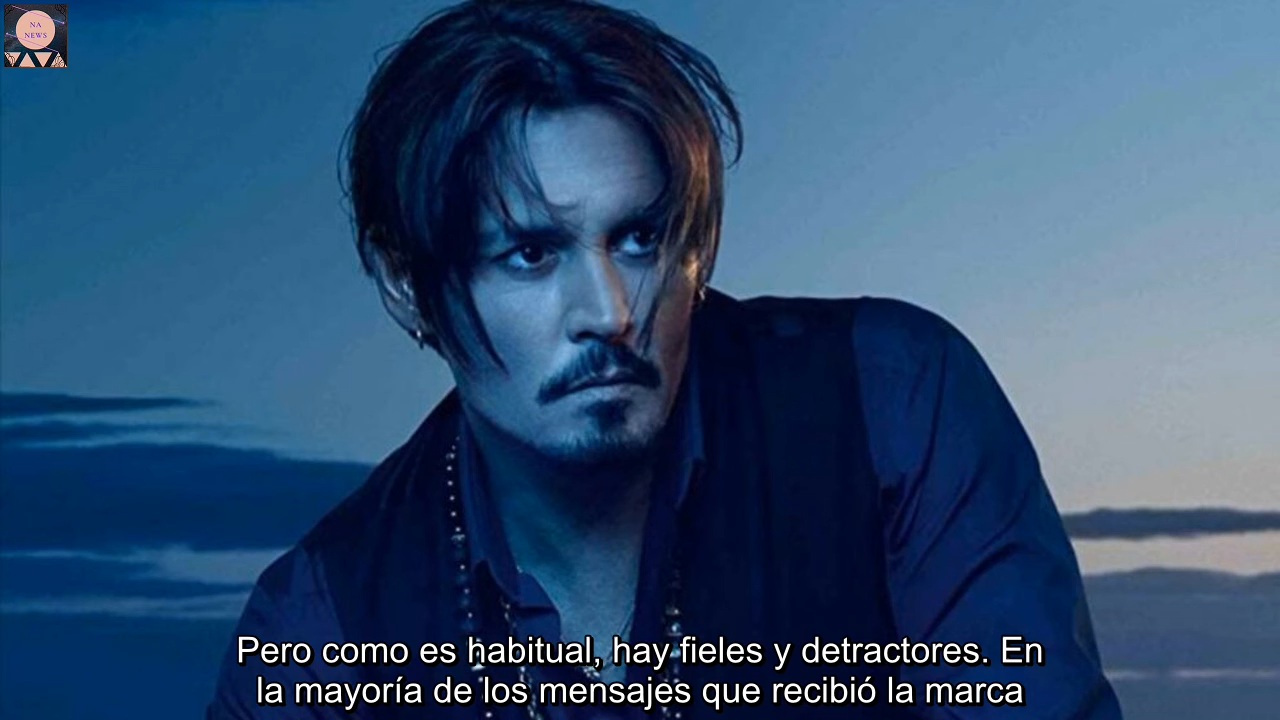 NA
NEWS
Pero como es habitual, hay fieles y detractores. En
la mayoría de los mensajes que recibió la marca